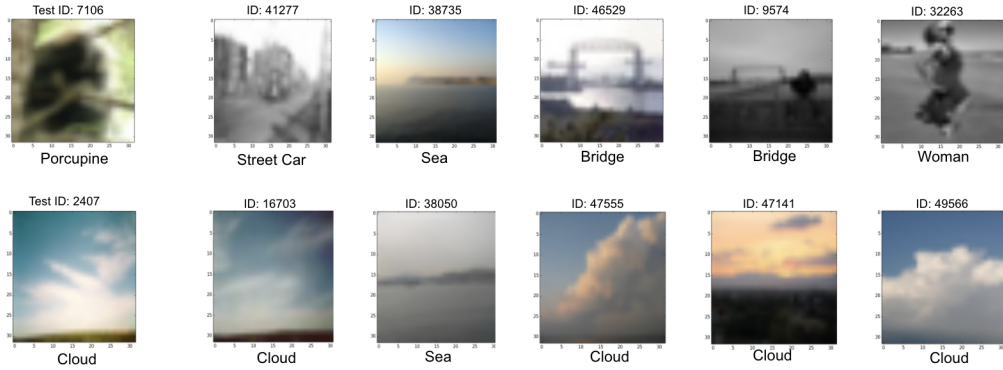 Test ID: 7106 ID: 41277 ID: 38735 ID: 46529 ID: 9574 ID: 32263
Porcupine Street Car Sea Bridge Bridge Woman
Test ID: 2407 ID: 16703 ID: 38050 ID: 47555 ID: 47141 ID: 49566
Cloud Cloud Sea Cloud Cloud Cloud